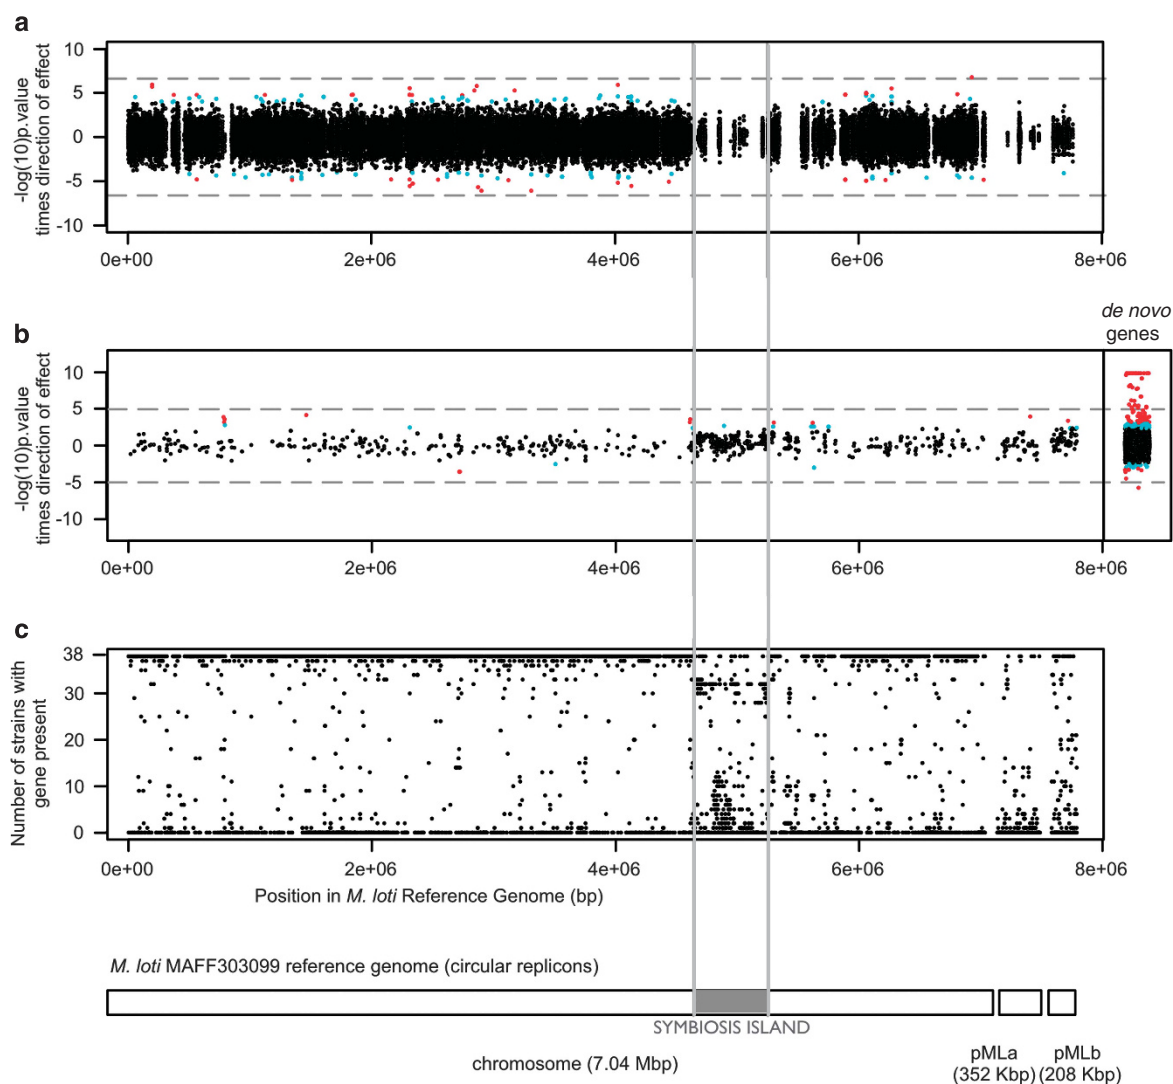 a
-log(10)p.value
times direction of effect
10
5
0
-5
-10
0e+00 2e+06 4e+06 6e+06 8e+06
de novo
genes
b
-log(10)p.value
times direction of effect
10
5
0
-5
-10
0e+00 2e+06 4e+06 6e+06 8e+06
c
Number of strains with
gene present
38
30
20
10
0
0e+00 2e+06 4e+06 6e+06 8e+06
Position in M. loti Reference Genome (bp)
M. loti MAFF303099 reference genome (circular replicons)
SYMBIOSIS ISLAND
chromosome (7.04 Mbp)
pMLa
(352 Kbp)
pMLb
(208 Kbp)